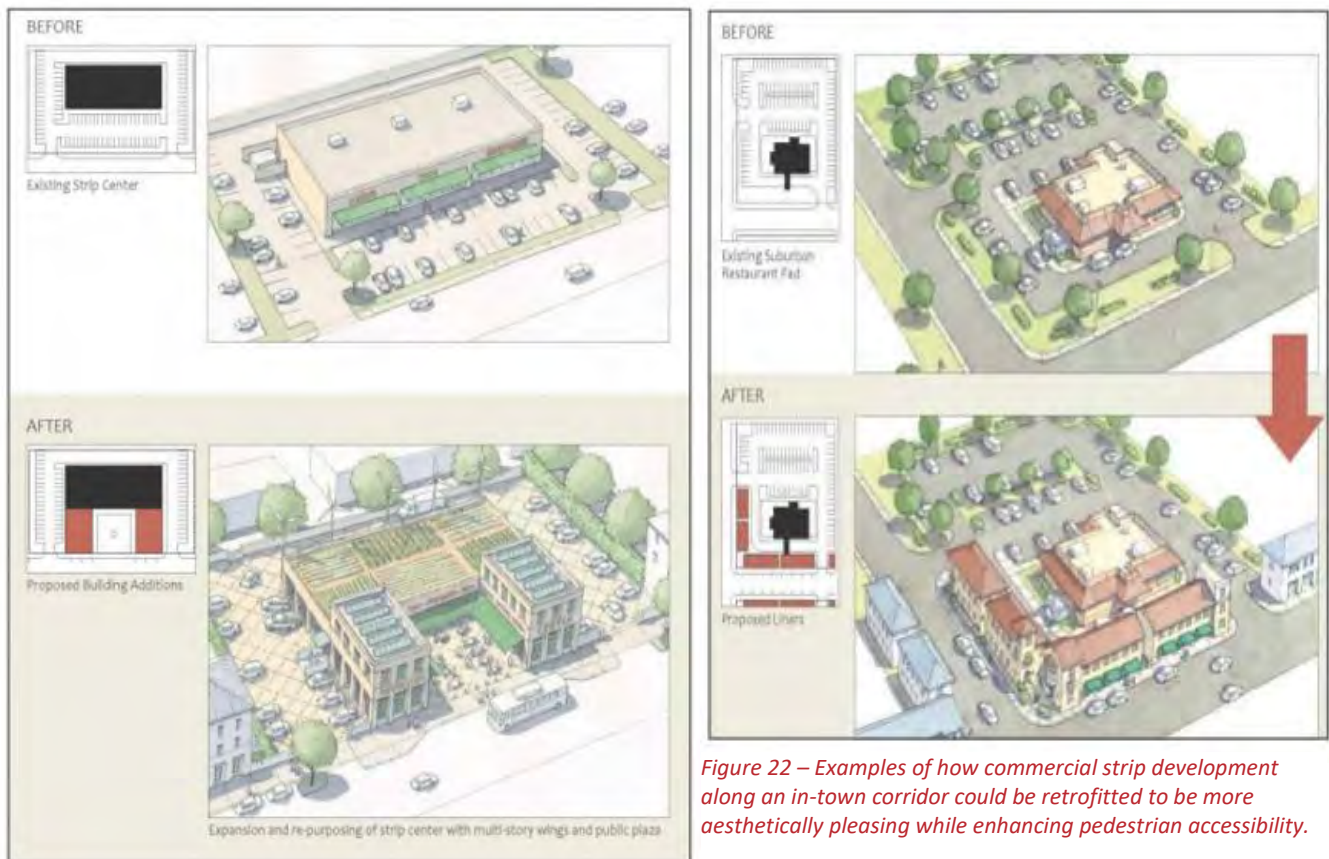 BEFORE
Existing Strip Center
AFTER
Proposed Building Additions
Expansion and re-purposing of strip center with multi-story wings and public plaza
BEFORE
Existing Suburban
Restaurant Pad
AFTER
Proposed Liners
Figure 22 – Examples of how commercial strip development
along an in-town corridor could be retrofitted to be more
aesthetically pleasing while enhancing pedestrian accessibility.